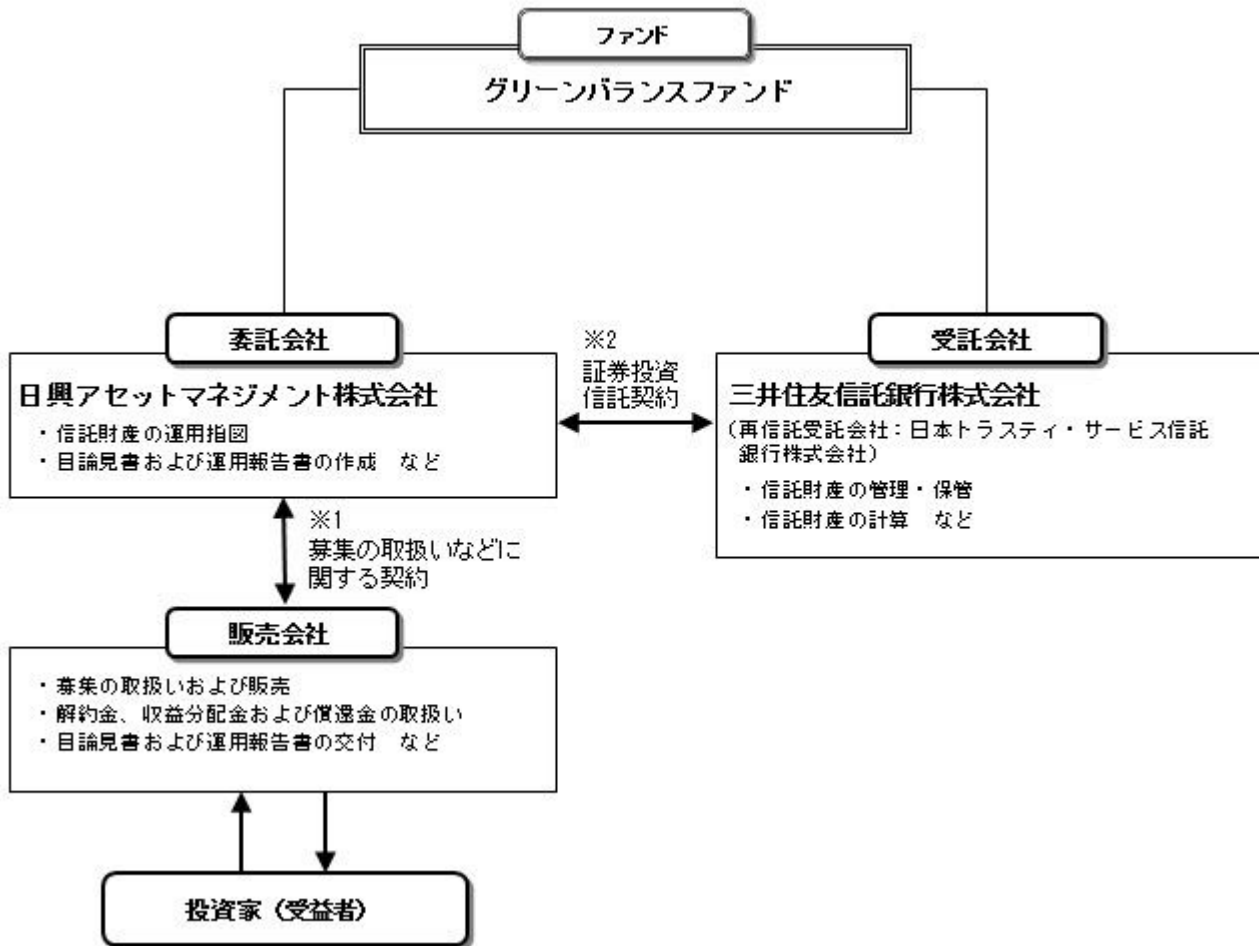 ファンド
グリーンバランスファンド
委託会社
日興アセットマネジメント株式会社
・信託財産の運用指図
・目論見書および運用報告書の作成 など
※2
証券投資
信託契約
受託会社
三井住友信託銀行株式会社
(再信託受託会社：日本トラスティ・サービス信託
銀行株式会社)
・信託財産の管理・保管
・信託財産の計算 など
※1
募集の取扱いなどに
関する契約
販売会社
・募集の取扱いおよび販売
・解約金、収益分配金および償還金の取扱い
・目論見書および運用報告書の交付 など
投資家（受益者）